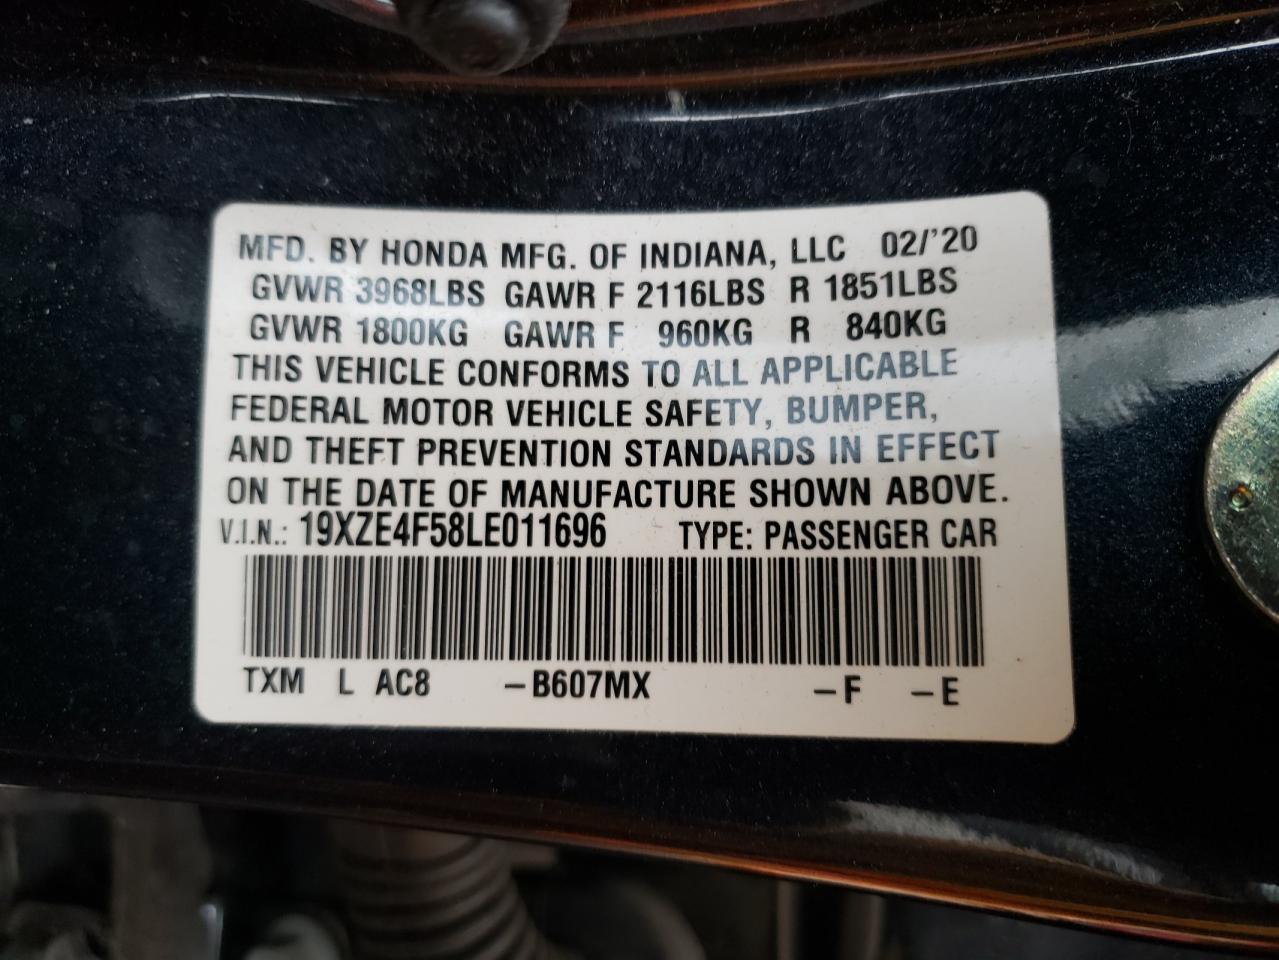 MFD. BY HONDA MFG. OF INDIANA, LLC 02/'20
GVWR 3968LBS GAWR F 2116LBS R 1851LBS
GVWR 1800KG GAWR F 960KG R 840KG
THIS VEHICLE CONFORMS TO ALL APPLICABLE
FEDERAL MOTOR VEHICLE SAFETY, BUMPER,
AND THEFT PREVENTION STANDARDS IN EFFECT
ON THE DATE OF MANUFACTURE SHOWN ABOVE.
V.I.N.: 19XZE4F58LE011696 TYPE: PASSENGER CAR
TXM L AC8 -B607MX -F -E